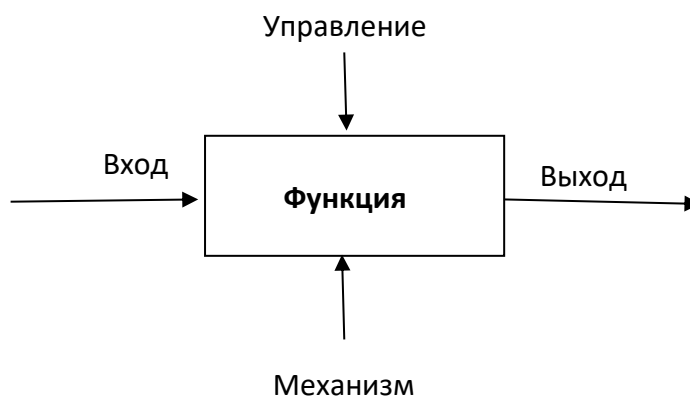 Управление
Вход
Функция
Выход
Механизм